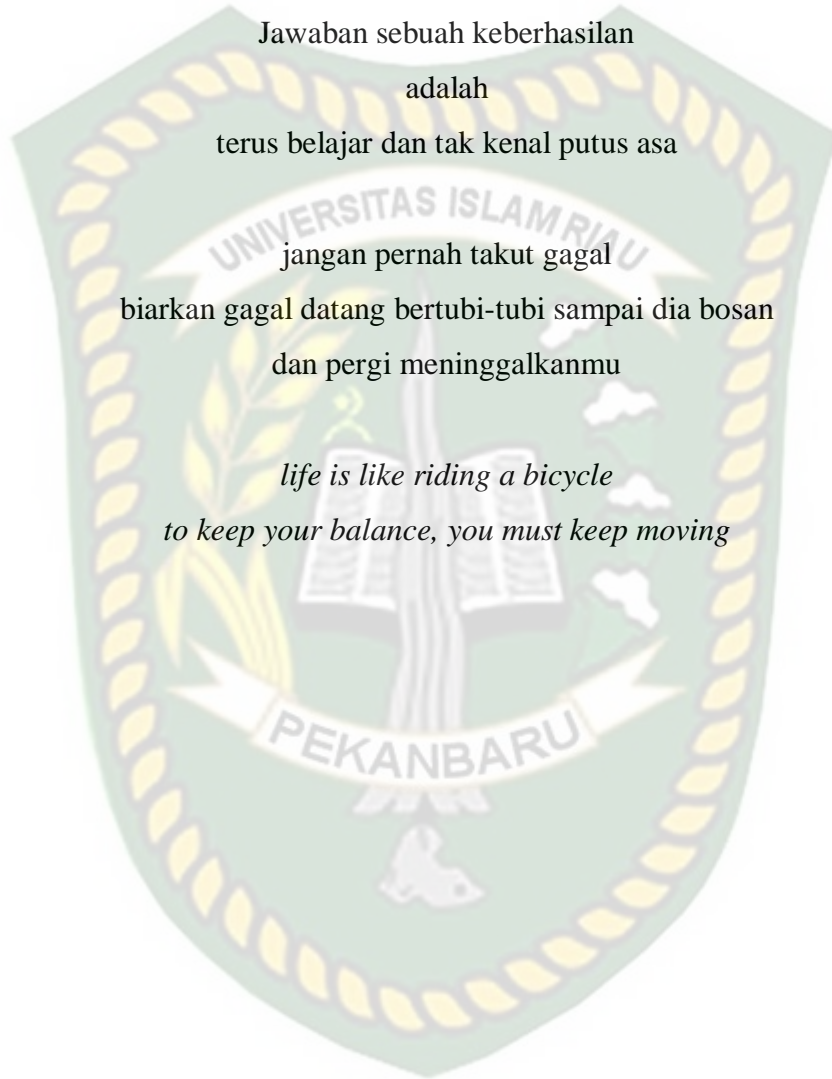 Jawaban sebuah keberhasilan
adalah
terus belajar dan tak kenal putus asa
UNIVERSITAS ISLAM RIAU
jangan pernah takut gagal
biarkan gagal datang bertubi-tubi sampai dia bosan
dan pergi meninggalkanmu
life is like riding a bicycle
to keep your balance, you must keep moving
PEKANBARU